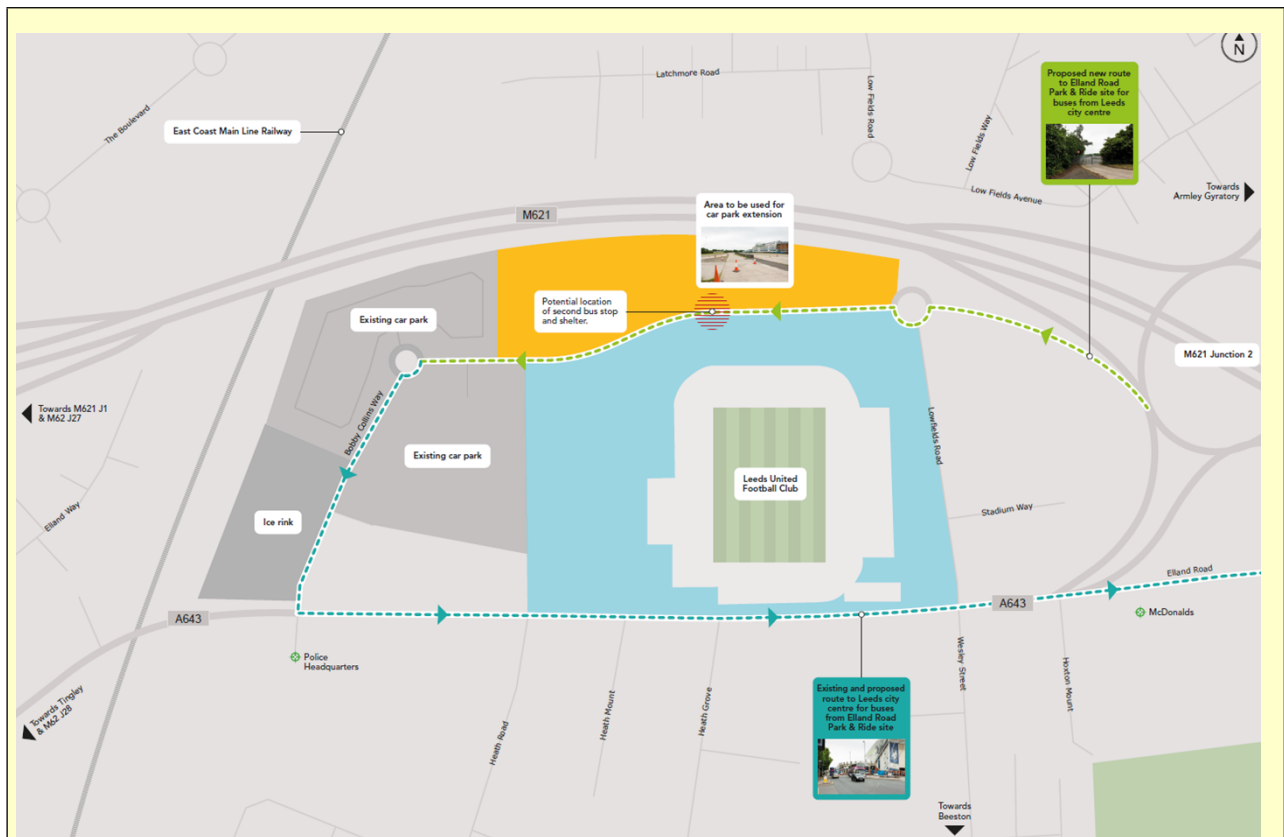 N
Latchmore Road
Low Fields Road
Proposed new route
to Elland Road
Park & Ride site for
buses from Leeds
city centre
The Boulevard
East Coast Main Line Railway
Low Fields Way
Low Fields Avenue
Towards
Armley Gyratory
M621
Area to be used for
car park extension
Potential location
of second bus stop
and shelter.
Existing car park
M621 Junction 2
Towards M621 J1
& M62 J27
Bobby Collins Way
Existing car park
Lowfields Road
Leeds United
Football Club
Elland Way
Ice rink
Stadium Way
Elland Road
A643
A643
McDonalds
Police
Headquarters
Towards Tingley
& M62 J28
Heath Road
Heath Mount
Heath Grove
Wesley Street
Hoxton Mount
Existing and proposed
route to Leeds city
centre for buses
from Elland Road
Park & Ride site
Towards
Beeston